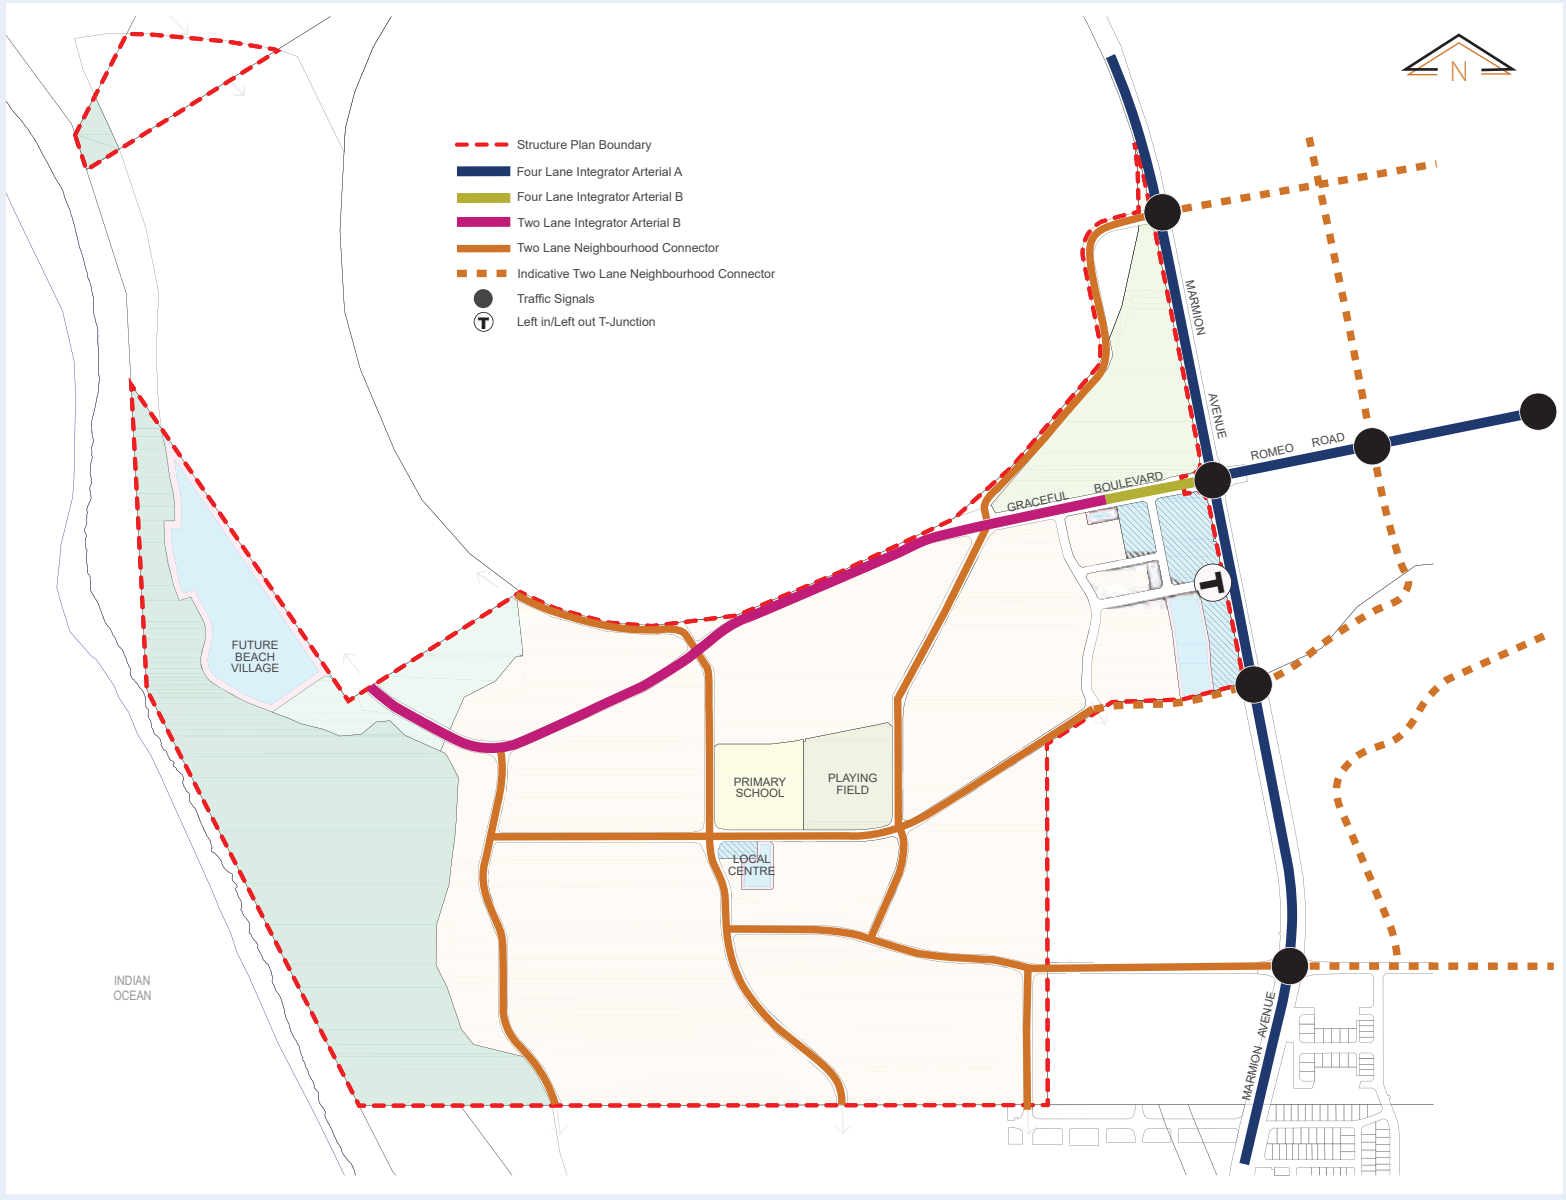 N
Structure Plan Boundary
Four Lane Integrator Arterial A
Four Lane Integrator Arterial B
Two Lane Integrator Arterial B
Two Lane Neighbourhood Connector
Indicative Two Lane Neighbourhood Connector
Traffic Signals
T Left in/Left out T-Junction
MARMION
AVENUE
ROMEO ROAD
GRACEFUL BOULEVARD
T
FUTURE
BEACH
VILLAGE
PRIMARY
SCHOOL
PLAYING
FIELD
LOCAL
CENTRE
INDIAN
OCEAN
MARMION AVENUE